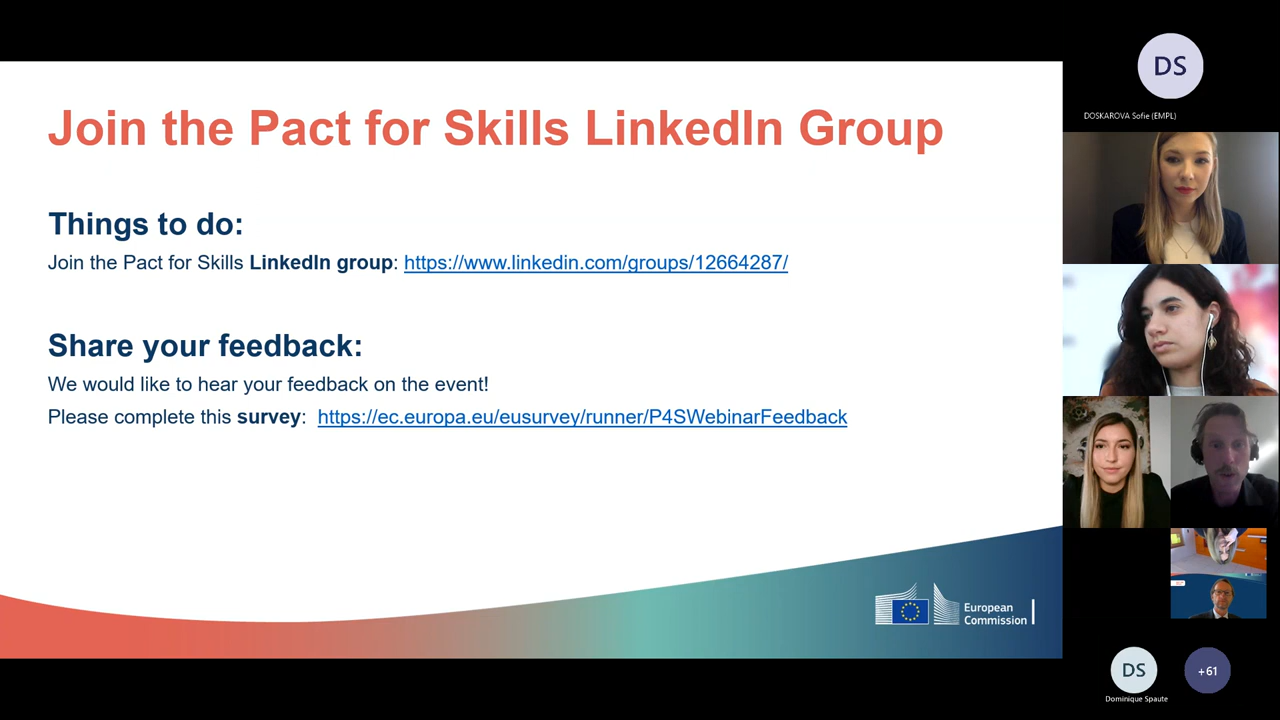 Join the Pact for Skills LinkedIn Group
Things to do:
Join the Pact for Skills LinkedIn group: https://www.linkedin.com/groups/12664287/
Share your feedback:
We would like to hear your feedback on the event!
Please complete this survey: https://ec.europa.eu/eusurvey/runner/P4SWebinarFeedback
European
Commission
DS
DOSKAROVA Sofie (EMPL)
DS
Dominique Spaute
+61